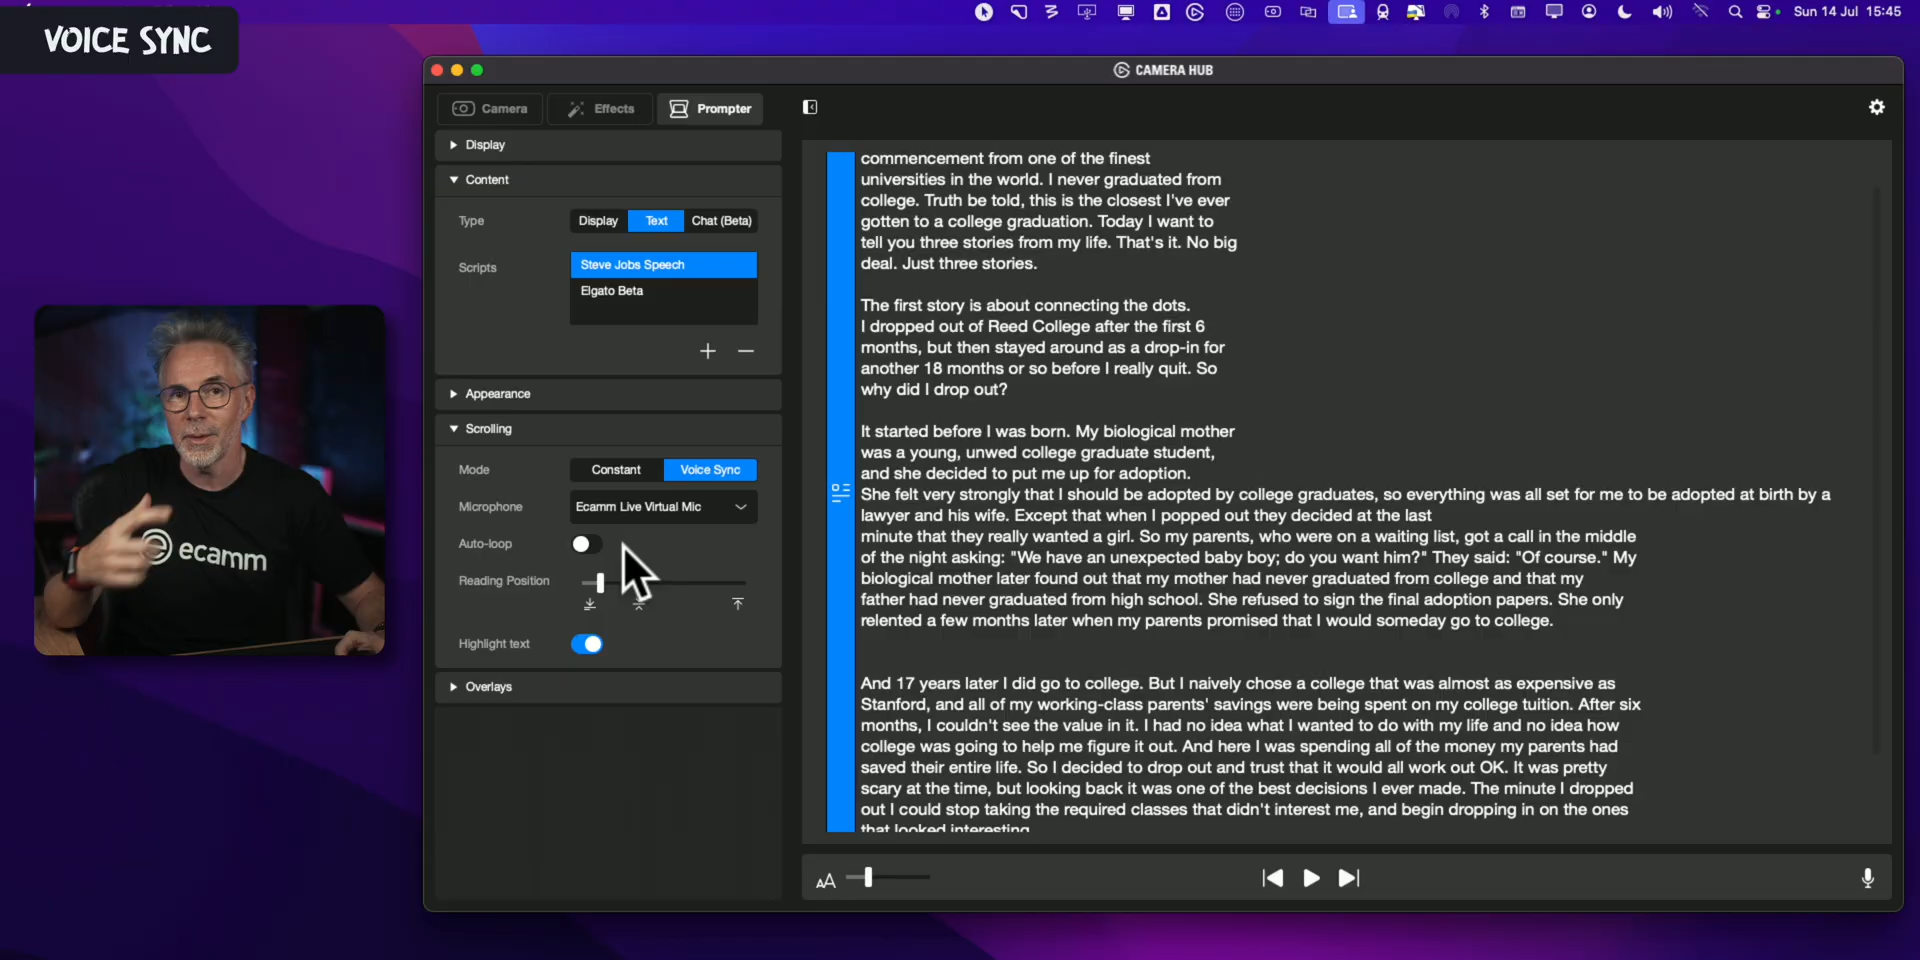 VOICE SYNC
Sun 14 Jul 15:45
CAMERA HUB
Camera
Effects
Prompter
Display
Content
Type
Display
Text
Chat (Beta)
Scripts
Steve Jobs Speech
Elgato Beta
Appearance
Scrolling
Mode
Constant
Voice Sync
Microphone
Ecamm Live Virtual Mic
Auto-loop
Reading Position
Highlight text
Overlays
commencement from one of the finest
universities in the world. I never graduated from
college. Truth be told, this is the closest I've ever
gotten to a college graduation. Today I want to
tell you three stories from my life. That's it. No big
deal. Just three stories.
The first story is about connecting the dots.
I dropped out of Reed College after the first 6
months, but then stayed around as a drop-in for
another 18 months or so before I really quit. So
why did I drop out?
It started before I was born. My biological mother
was a young, unwed college graduate student,
and she decided to put me up for adoption.
She felt very strongly that I should be adopted by college graduates, so everything was all set for me to be adopted at birth by a
lawyer and his wife. Except that when I popped out they decided at the last
minute that they really wanted a girl. So my parents, who were on a waiting list, got a call in the middle
of the night asking: "We have an unexpected baby boy; do you want him?" They said: "Of course." My
biological mother later found out that my mother had never graduated from college and that my
father had never graduated from high school. She refused to sign the final adoption papers. She only
relented a few months later when my parents promised that I would someday go to college.
And 17 years later I did go to college. But I naively chose a college that was almost as expensive as
Stanford, and all of my working-class parents' savings were being spent on my college tuition. After six
months, I couldn't see the value in it. I had no idea what I wanted to do with my life and no idea how
college was going to help me figure it out. And here I was spending all of the money my parents had
saved their entire life. So I decided to drop out and trust that it would all work out OK. It was pretty
scary at the time, but looking back it was one of the best decisions I ever made. The minute I dropped
out I could stop taking the required classes that didn't interest me, and begin dropping in on the ones
that looked interesting
AA
ecamm